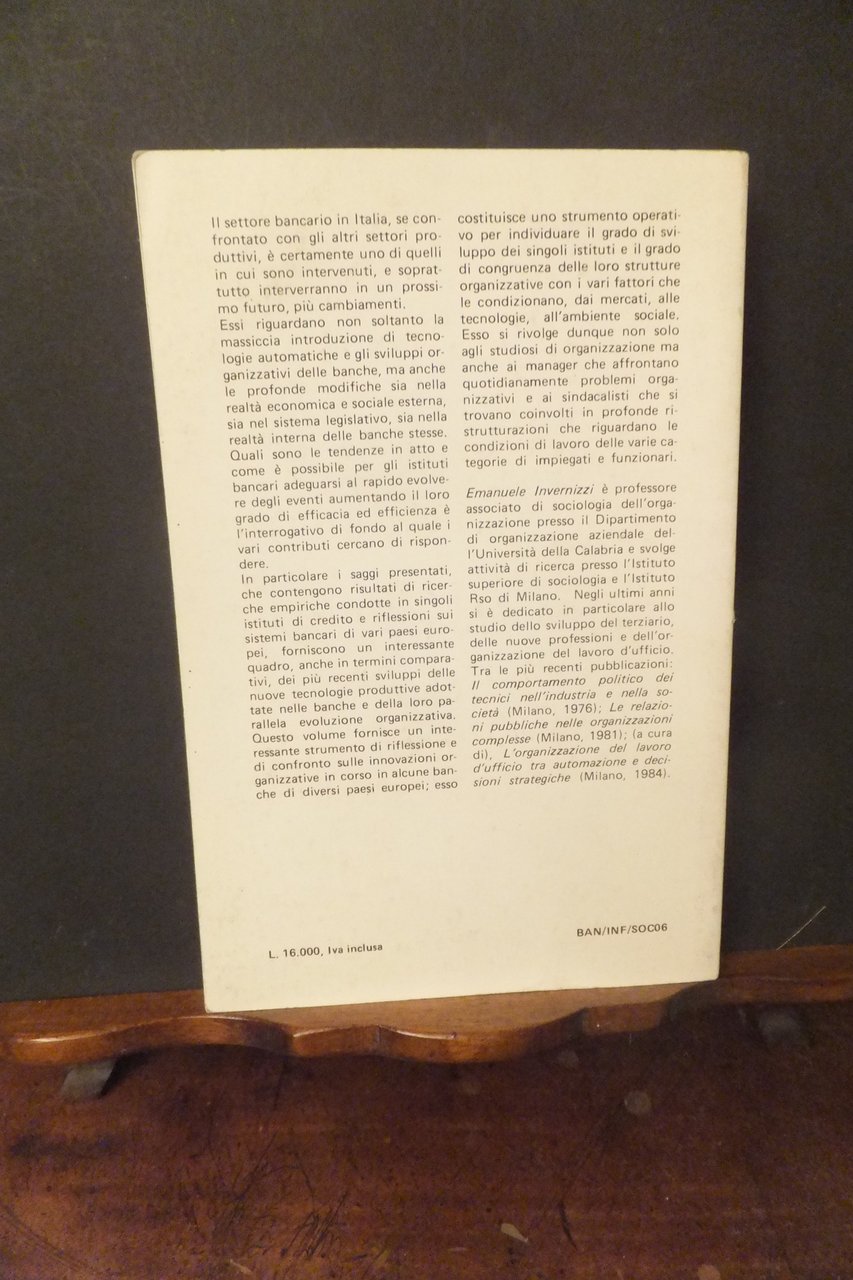 Il settore bancario in Italia, se con-
frontato con gli altri settori pro-
duttivi, è certamente uno di quelli
in cui sono intervenuti, e soprat-
tutto interverranno in un prossi-
mo futuro, più cambiamenti.
Essi riguardano non soltanto la
massiccia introduzione di tecno-
logie automatiche e gli sviluppi or-
ganizzativi delle banche, ma anche
le profonde modifiche sia nella
realtà economica e sociale esterna,
sia nel sistema legislativo, sia nella
realtà interna delle banche stesse.
Quali sono le tendenze in atto e
come è possibile per gli istituti
bancari adeguarsi al rapido evolve-
re degli eventi aumentando il loro
grado di efficacia ed efficienza è
l'interrogativo di fondo al quale i
vari contributi cercano di rispon-
dere.
In particolare i saggi presentati,
che contengono risultati di ricer-
che empiriche condotte in singoli
istituti di credito e riflessioni sui
sistemi bancari di vari paesi euro-
pei, forniscono un interessante
quadro, anche in termini compara-
tivi, dei più recenti sviluppi delle
nuove tecnologie produttive adot-
tate nelle banche e della loro pa-
rallela evoluzione organizzativa.
Questo volume fornisce un inte-
ressante strumento di riflessione e
di confronto sulle innovazioni or-
ganizzative in corso in alcune ban-
che di diversi paesi europei; esso
costituisce uno strumento operati-
vo per individuare il grado di svi-
luppo dei singoli istituti e il grado
di congruenza delle loro strutture
organizzative con i vari fattori che
le condizionano, dai mercati, alle
tecnologie, all'ambiente sociale.
Esso si rivolge dunque non solo
agli studiosi di organizzazione ma
anche ai manager che affrontano
quotidianamente problemi orga-
nizzativi e ai sindacalisti che si
trovano coinvolti in profonde ri-
strutturazioni che riguardano le
condizioni di lavoro delle varie ca-
tegorie di impiegati e funzionari.
Emanuele Invernizzi è professore
associato di sociologia dell'orga-
nizzazione presso il Dipartimento
di organizzazione aziendale del-
l'Università della Calabria e svolge
attività di ricerca presso l'Istituto
superiore di sociologia e l'Istituto
Rso di Milano. Negli ultimi anni
si è dedicato in particolare allo
studio dello sviluppo del terziario,
delle nuove professioni e dell'or-
ganizzazione del lavoro d'ufficio.
Tra le più recenti pubblicazioni:
Il comportamento politico dei
tecnici nell'industria e nella so-
cietà (Milano, 1976); Le relazio-
ni pubbliche nelle organizzazioni
complesse (Milano, 1981); (a cura
di), L'organizzazione del lavoro
d'ufficio tra automazione e deci-
sioni strategiche (Milano, 1984).
L. 16.000, Iva inclusa
BAN/INF/SOC06